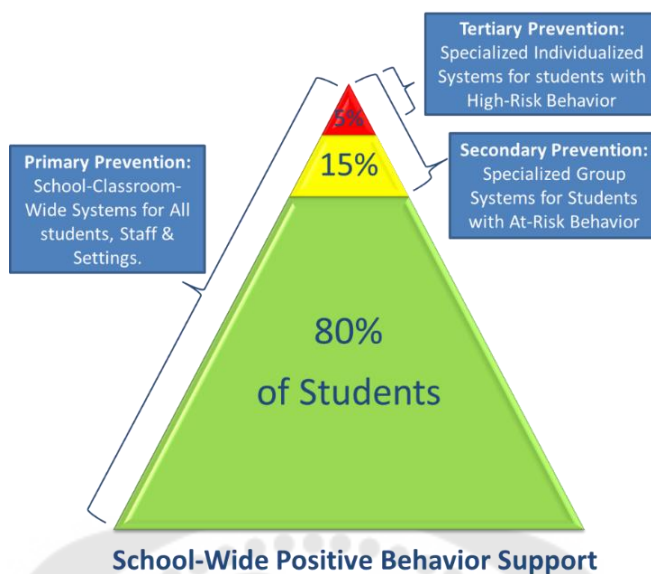 Tertiary Prevention:
Specialized Individualized
Systems for students with
High-Risk Behavior
5%
15%
Primary Prevention:
School-Classroom-
Wide Systems for All
students, Staff &
Settings.
Secondary Prevention:
Specialized Group
Systems for Students
with At-Risk Behavior
80%
of Students
School-Wide Positive Behavior Support